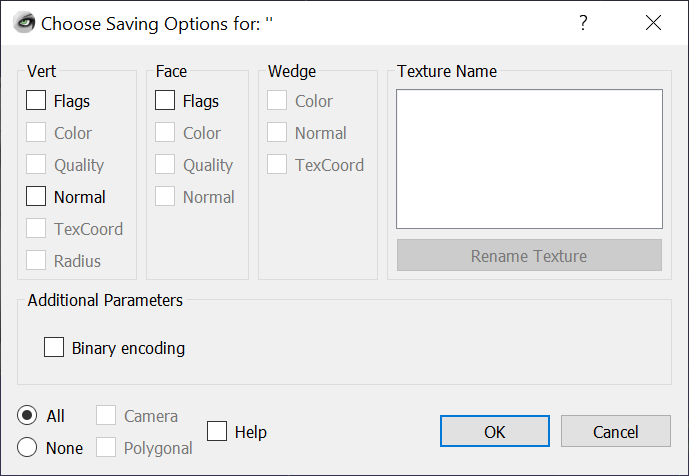 Choose Saving Options for: ''
?
Vert
Flags
Color
Quality
Normal
TexCoord
Radius
Face
Flags
Color
Quality
Normal
Wedge
Color
Normal
TexCoord
Texture Name
Rename Texture
Additional Parameters
Binary encoding
All
None
Camera
Polygonal
Help
OK
Cancel